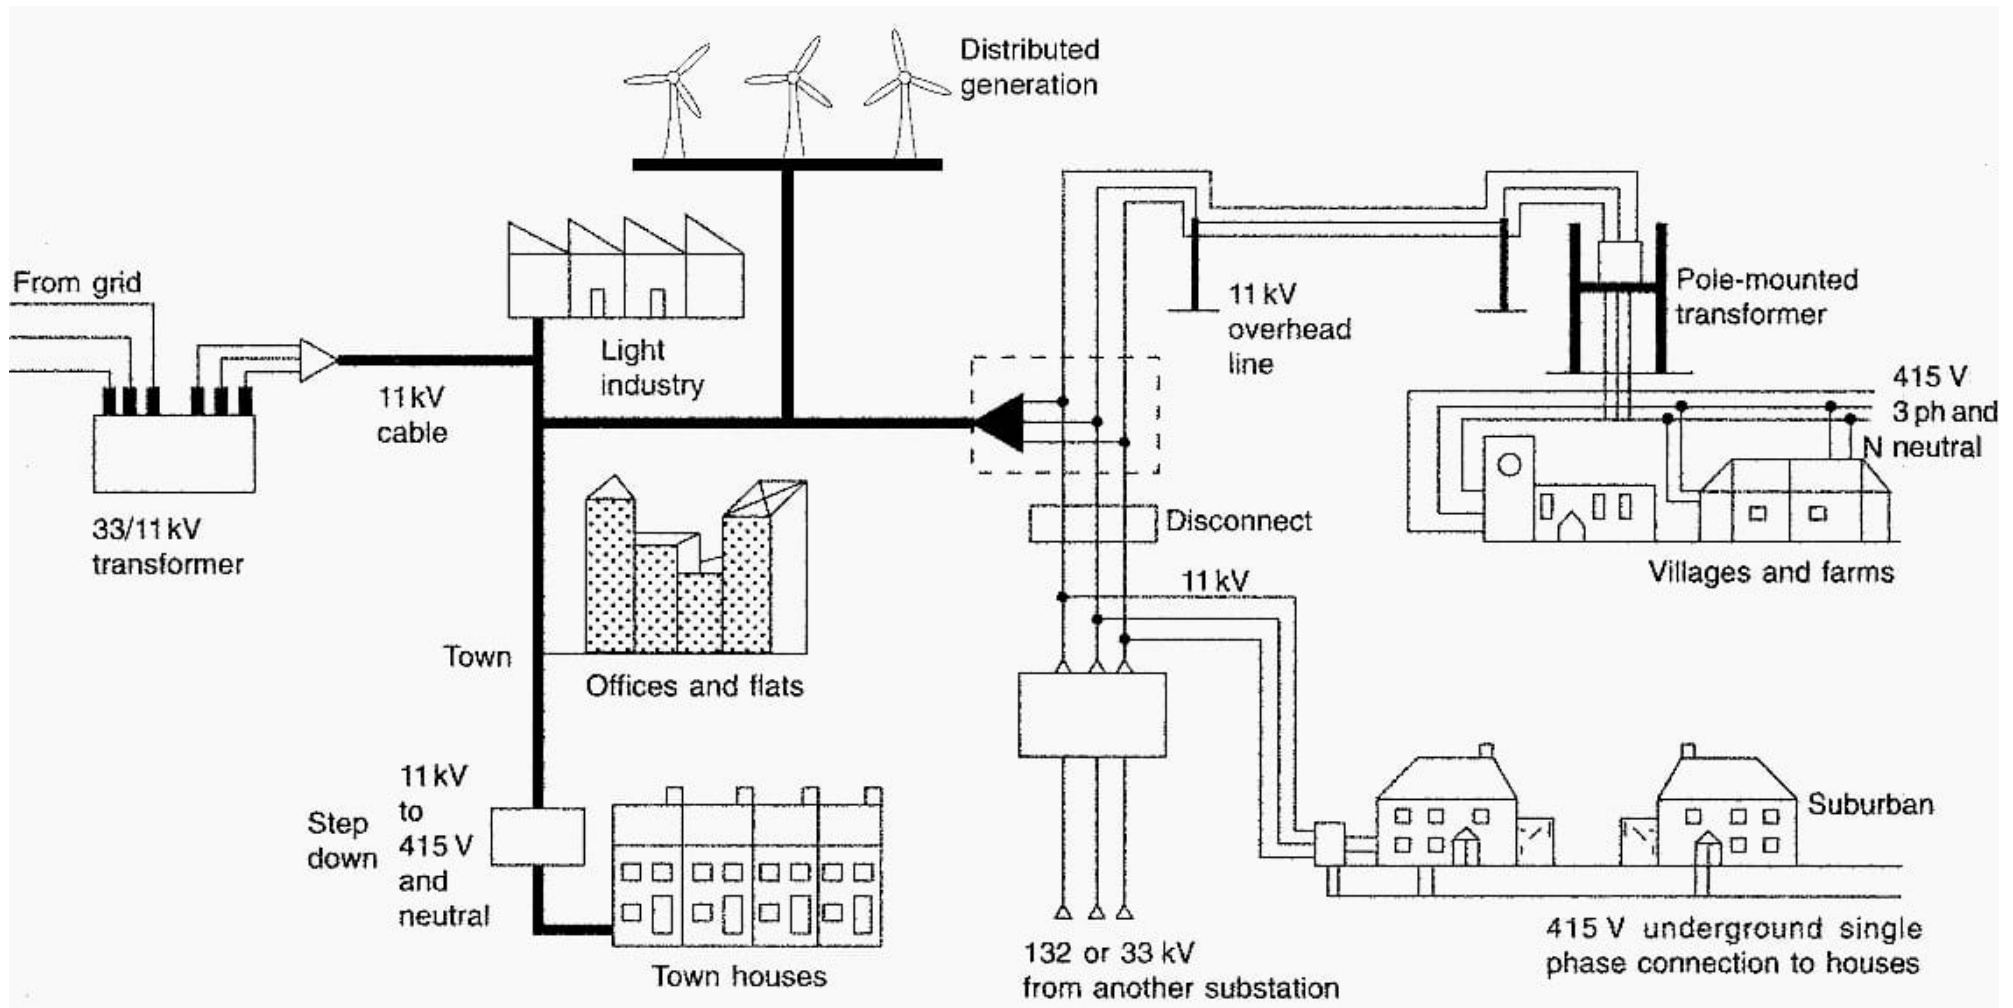 Distributed
generation
From grid
11 kV
cable
33/11 kV
transformer
Light
industry
11 kV
overhead
line
Pole-mounted
transformer
415 V
3 ph and
N neutral
Villages and farms
Disconnect
11 kV
Town
Offices and flats
11 kV
to
415 V
and
neutral
Step
down
Town houses
132 or 33 kV
from another substation
Suburban
415 V underground single
phase connection to houses